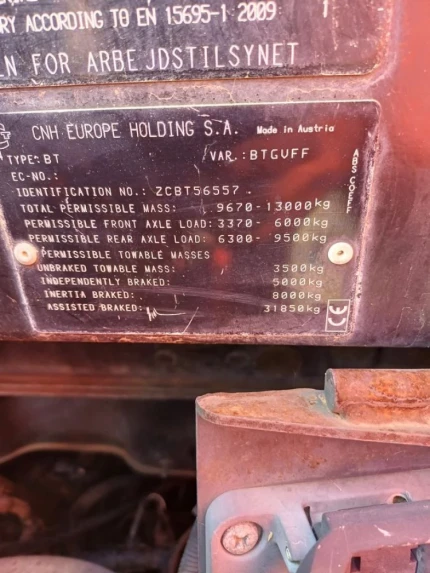 RY ACCORDING TO EN 15695-1 2009
N FOR ARBEJDSTILSYNET
CNH EUROPE HOLDING S.A. Made in Austria
TYPE: BT VAR.: BTGVFF
EC-NO.:
IDENTIFICATION NO.: ZCBT56557
TOTAL PERMISSIBLE MASS: 9670-13000kg
PERMISSIBLE FRONT AXLE LOAD: 3370- 6000kg
PERMISSIBLE REAR AXLE LOAD: 6300- 9500kg
PERMISSIBLE TOWABLE MASSES
UNBRAKED TOWABLE MASS: 3500kg
INDEPENDENTLY BRAKED: 5000kg
INERTIA BRAKED: 8000kg
ASSISTED BRAKED: 31850kg